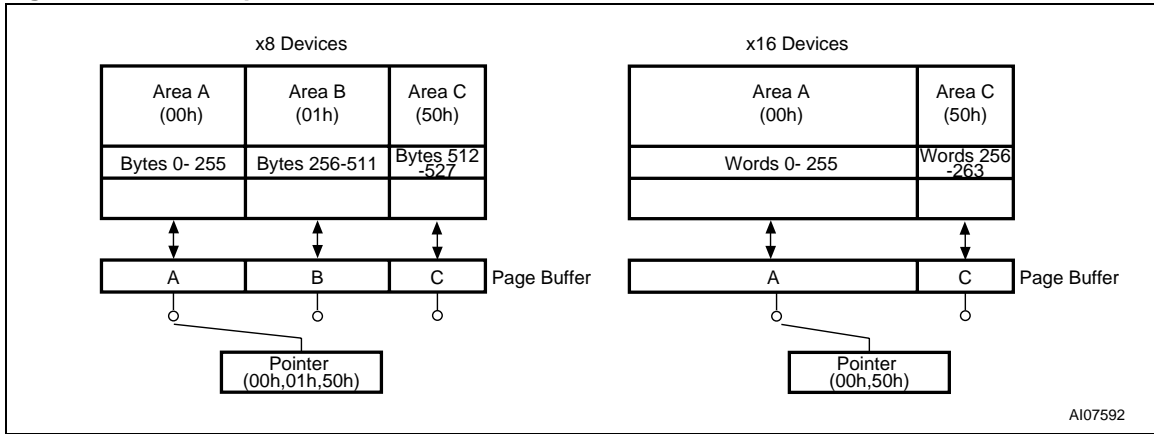 x8 Devices
Area A
(00h)
Area B
(01h)
Area C
(50h)
Bytes 0- 255
Bytes 256-511
Bytes 512
-527
A
B
C
Page Buffer
Pointer
(00h,01h,50h)
x16 Devices
Area A
(00h)
Area C
(50h)
Words 0- 255
Words 256
-263
A
C
Page Buffer
Pointer
(00h,50h)
AI07592